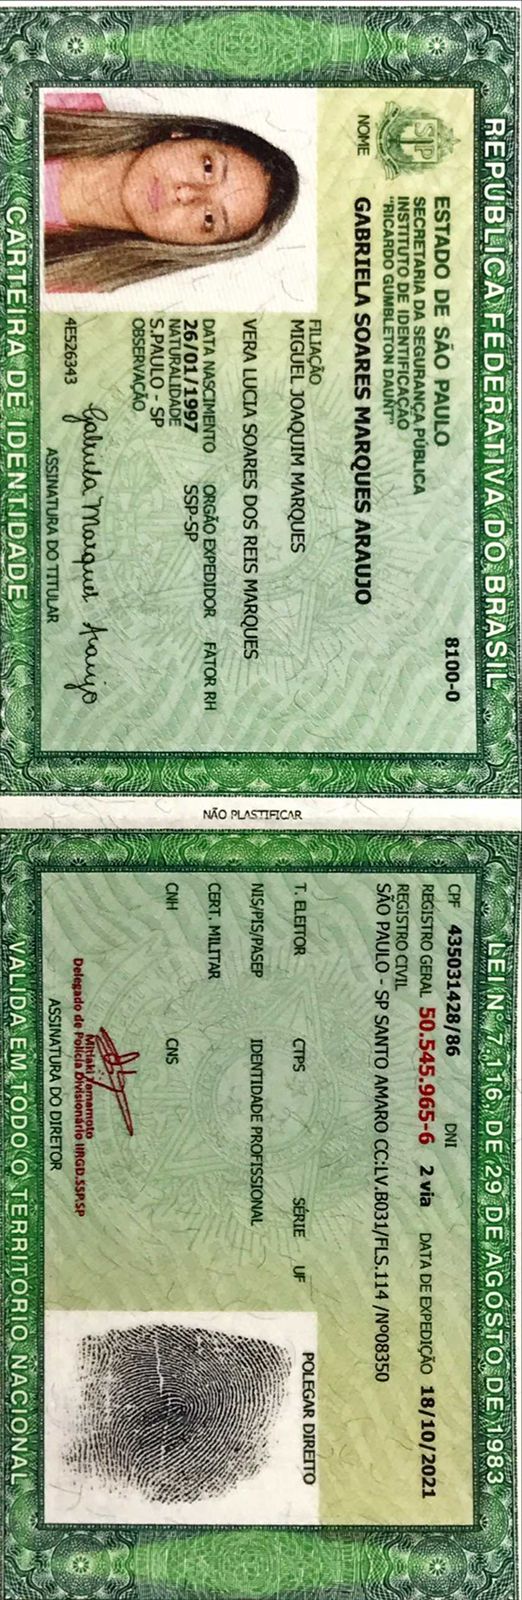 REPÚBLICA FEDERATIVA DO BRASIL
ESTADO DE SÃO PAULO
SECRETARIA DA SEGURANÇA PÚBLICA
INSTITUTO DE IDENTIFICAÇÃO
"RICARDO GUMBLETON DAUNT"
8100-0
SP
NOME
GABRIELA SOARES MARQUES ARAUJO
FILIAÇÃO
MIGUEL JOAQUIM MARQUES
VERA LUCIA SOARES DOS REIS MARQUES
DATA NASCIMENTO ORGÃO EXPEDIDOR FATOR RH
26/01/1997 SSP-SP
NATURALIDADE
S.PAULO - SP
OBSERVAÇÃO
4E526343
Gabriela Marques Araujo
ASSINATURA DO TITULAR
CARTEIRA DE IDENTIDADE
NÃO PLASTIFICAR
LEI Nº 7.116, DE 29 DE AGOSTO DE 1983
CPF 435031428/86 DNI
REGISTRO GERAL 50.545.965-6 2 via DATA DE EXPEDIÇÃO 18/10/2021
REGISTRO CIVIL
SÃO PAULO - SP SANTO AMARO CC:LV.B031/FLS.114 /Nº08350
T. ELEITOR CTPS SÉRIE UF
NIS/PIS/PASEP IDENTIDADE PROFISSIONAL
CERT. MILITAR
CNH CNS
POLEGAR DIREITO
Mitiaki Yamamoto
Delegado de Polícia Divisionário IIRGD.SSP.SP
ASSINATURA DO DIRETOR
VÁLIDA EM TODO O TERRITÓRIO NACIONAL